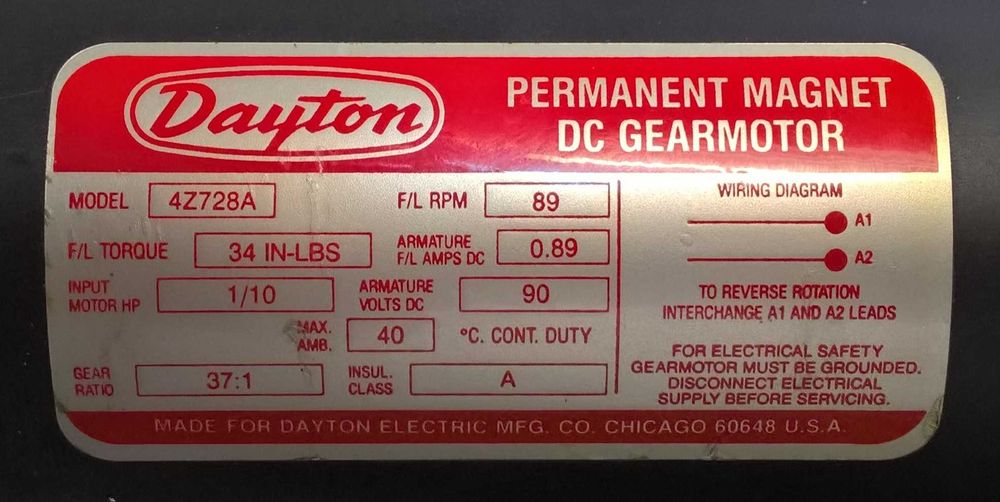 Dayton
PERMANENT MAGNET
DC GEARMOTOR
MODEL 4Z728A
F/L RPM 89
F/L TORQUE 34 IN-LBS
ARMATURE
F/L AMPS DC 0.89
INPUT
MOTOR HP 1/10
ARMATURE
VOLTS DC 90
MAX.
AMB. 40 °C. CONT. DUTY
GEAR
RATIO 37:1
INSUL.
CLASS A
WIRING DIAGRAM
A1
A2
TO REVERSE ROTATION
INTERCHANGE A1 AND A2 LEADS
FOR ELECTRICAL SAFETY
GEARMOTOR MUST BE GROUNDED.
DISCONNECT ELECTRICAL
SUPPLY BEFORE SERVICING.
MADE FOR DAYTON ELECTRIC MFG. CO. CHICAGO 60648 U.S.A.